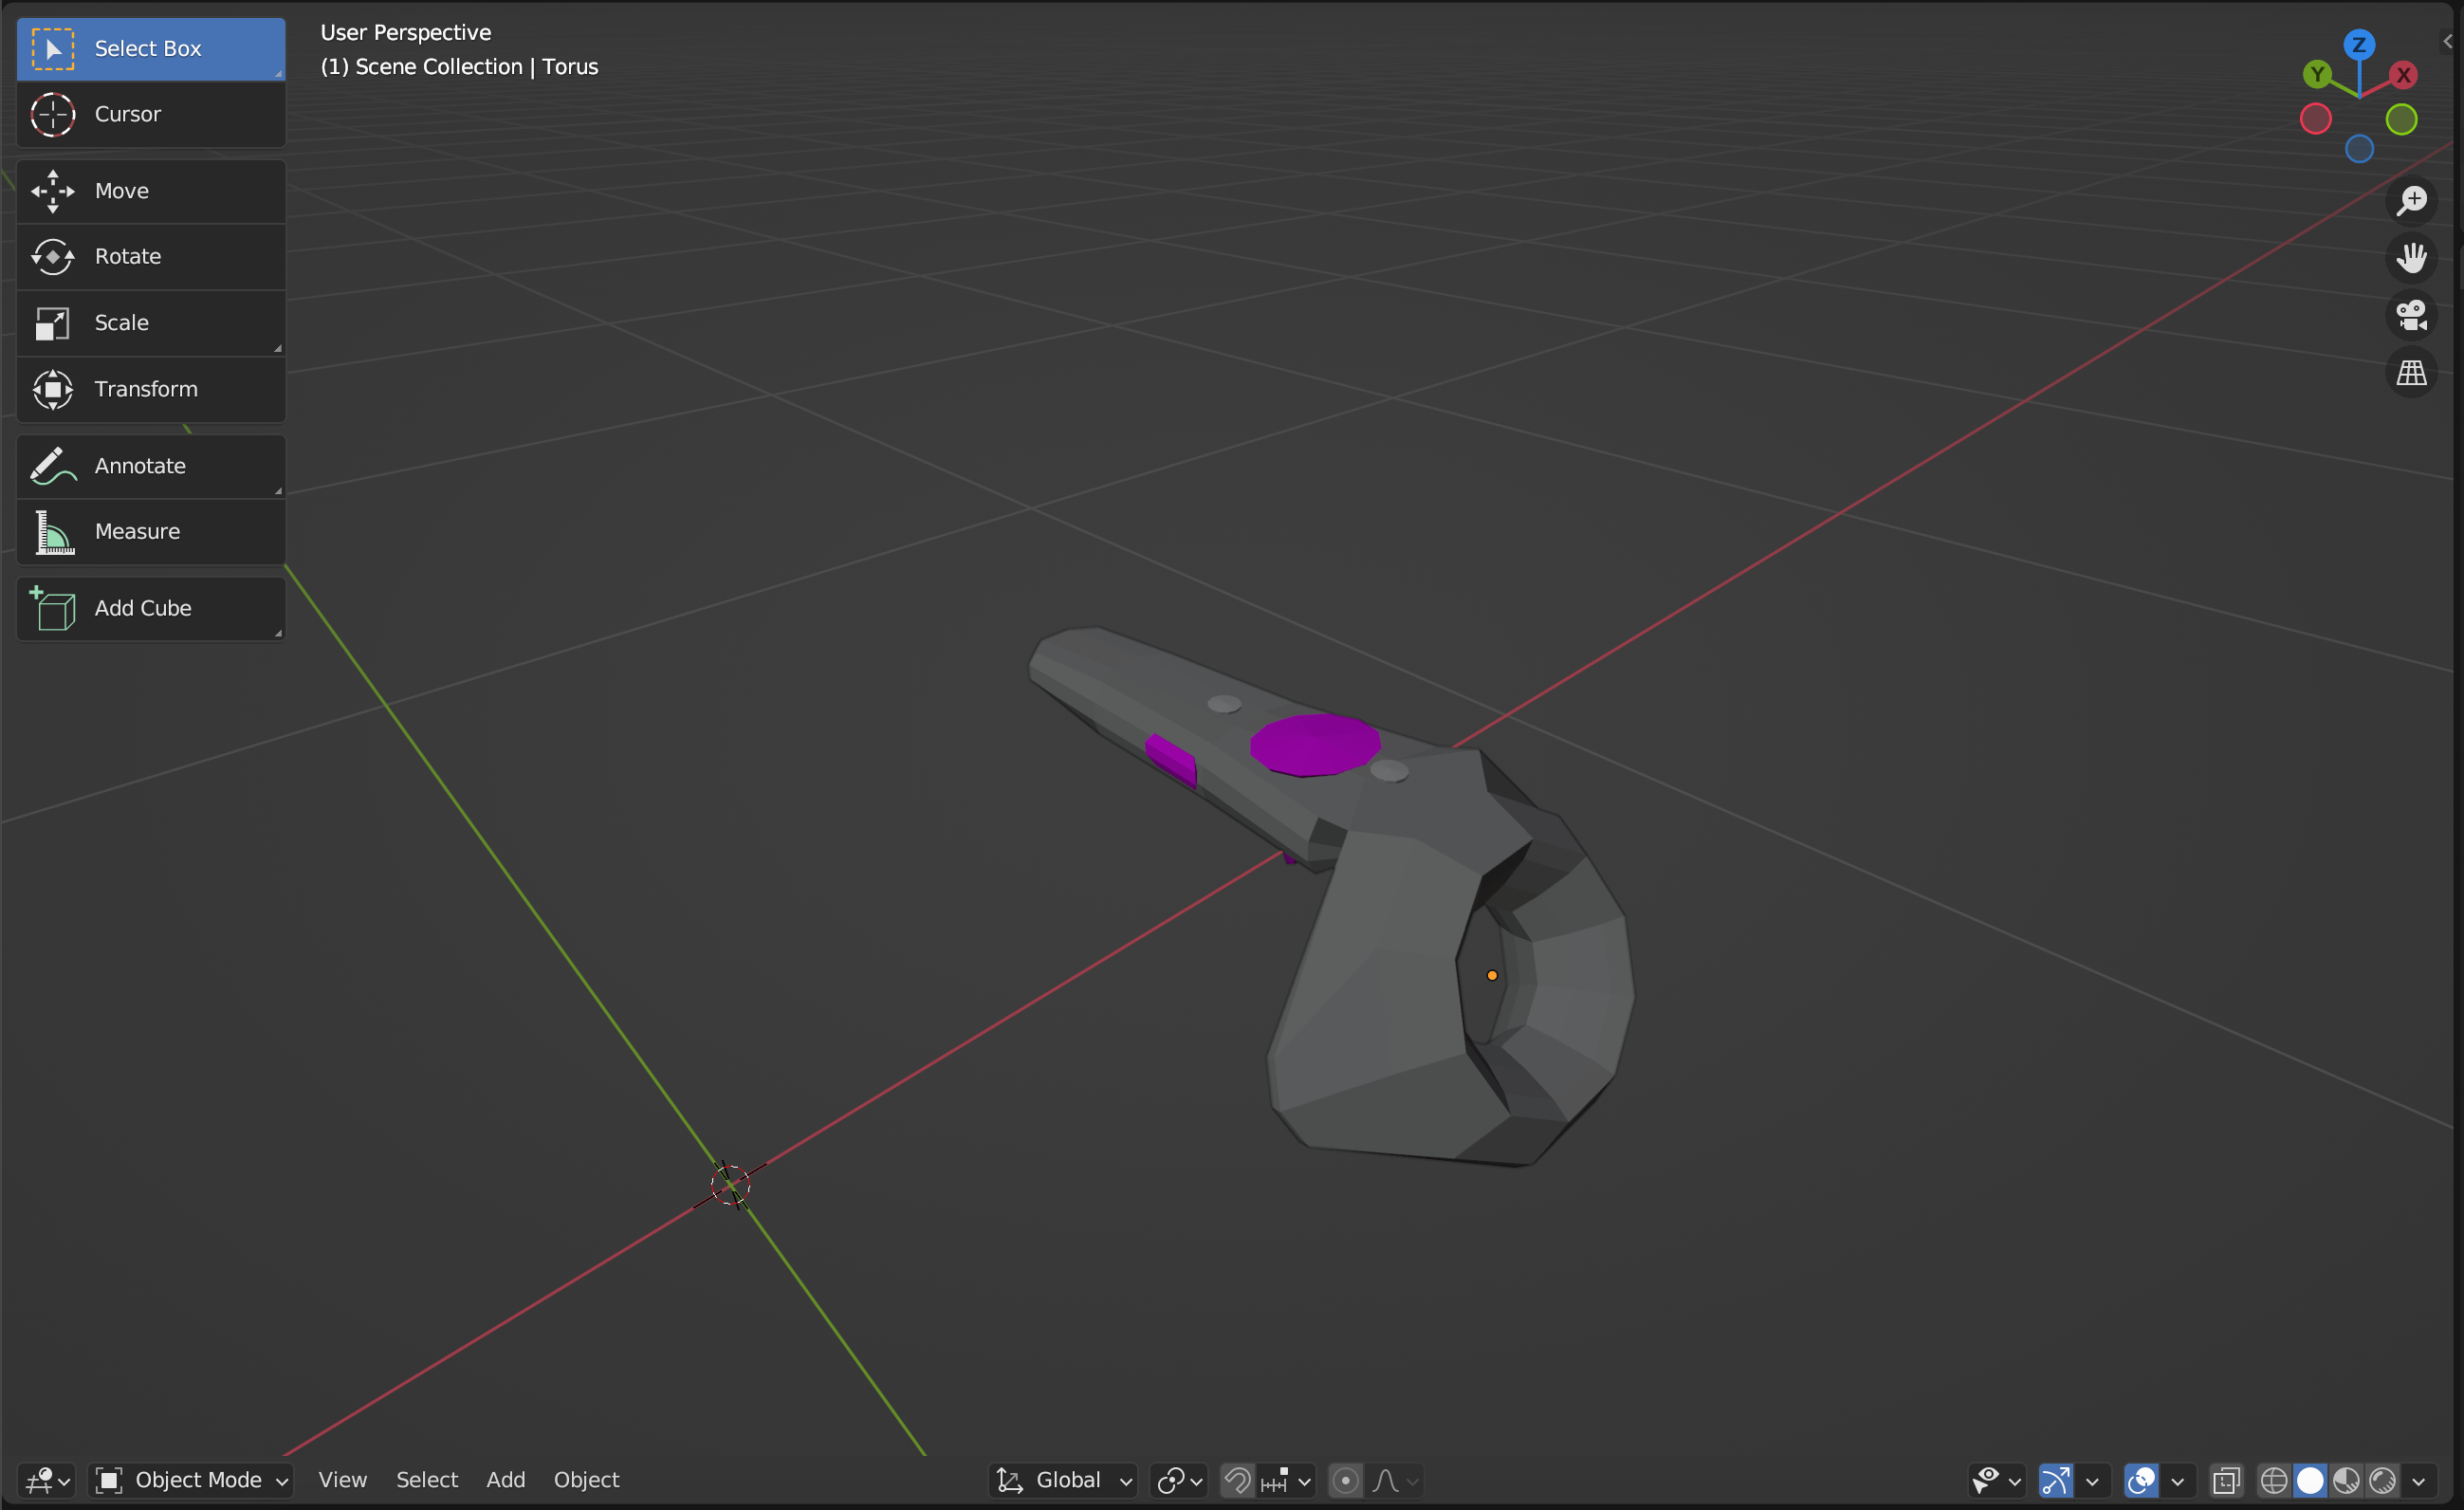 Select Box
User Perspective
(1) Scene Collection | Torus
Cursor
Move
Rotate
Scale
Transform
Annotate
Measure
Add Cube
Z
Y
X
Object Mode
View
Select
Add
Object
Global